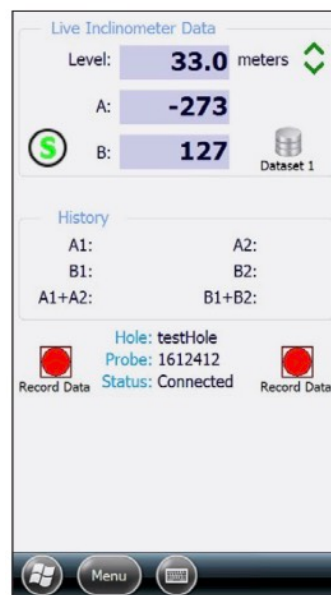 Live Inclinometer Data
Level: 33.0 meters
A: -273
S
B: 127
Dataset 1
History
A1: A2:
B1: B2:
A1+A2: B1+B2:
Hole: testHole
Probe: 1612412
Status: Connected
Record Data Record Data
Menu